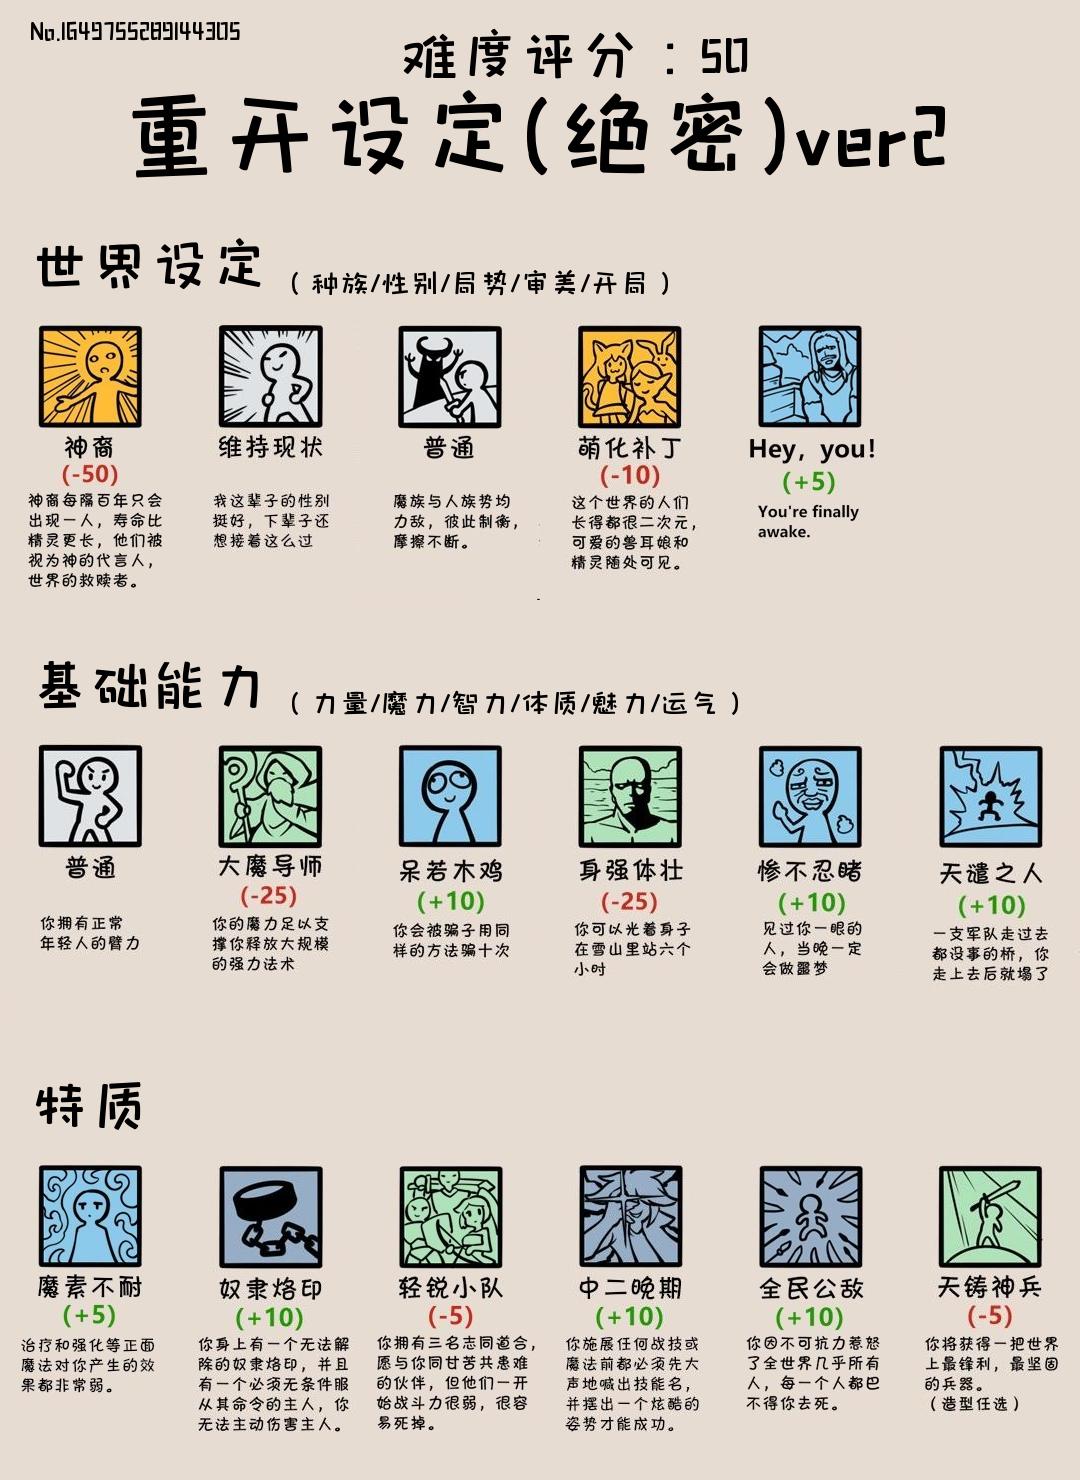 No.1649755289144305
难度评分：50
重开设定(绝密)ver2
世界设定（种族/性别/局势/审美/开局）
神裔
(-50)
神裔每隔百年只会
出现一人，寿命比
精灵更长，他们被
视为神的代言人，
世界的救赎者。
维持现状
我这辈子的性别
挺好，下辈子还
想接着这么过
普通
魔族与人族势均
力敌，彼此制衡，
摩擦不断。
萌化补丁
(-10)
这个世界的人们
长得都很二次元，
可爱的兽耳娘和
精灵随处可见。
Hey, you!
(+5)
You're finally
awake.
基础能力（力量/魔力/智力/体质/魅力/运气）
普通
你拥有正常
年轻人的臂力
大魔导师
(-25)
你的魔力足以支
撑你释放大规模
的强力法术
呆若木鸡
(+10)
你会被骗子用同
样的方法骗十次
身强体壮
(-25)
你可以光着身子
在雪山里站六个
小时
惨不忍睹
(+10)
见过你一眼的
人，当晚一定
会做噩梦
天谴之人
(+10)
一支军队走过去
都没事的桥，你
走上去后就塌了
特质
魔素不耐
(+5)
治疗和强化等正面
魔法对你产生的效
果都非常弱。
奴隶烙印
(+10)
你身上有一个无法解
除的奴隶烙印，并且
有一个必须无条件服
从其命令的主人，你
无法主动伤害主人。
轻锐小队
(-5)
你拥有三名志同道合，
愿与你同甘苦共患难
的伙伴，但他们一开
始战斗力很弱，很容
易死掉。
中二晚期
(+10)
你施展任何战技或
魔法前都必须先大
声地喊出技能名，
并摆出一个炫酷的
姿势才能成功。
全民公敌
(+10)
你因不可抗力惹怒
了全世界几乎所有
人，每一个人都巴
不得你去死。
天铸神兵
(-5)
你将获得一把世界
上最锋利，最坚固
的兵器。
（造型任选）